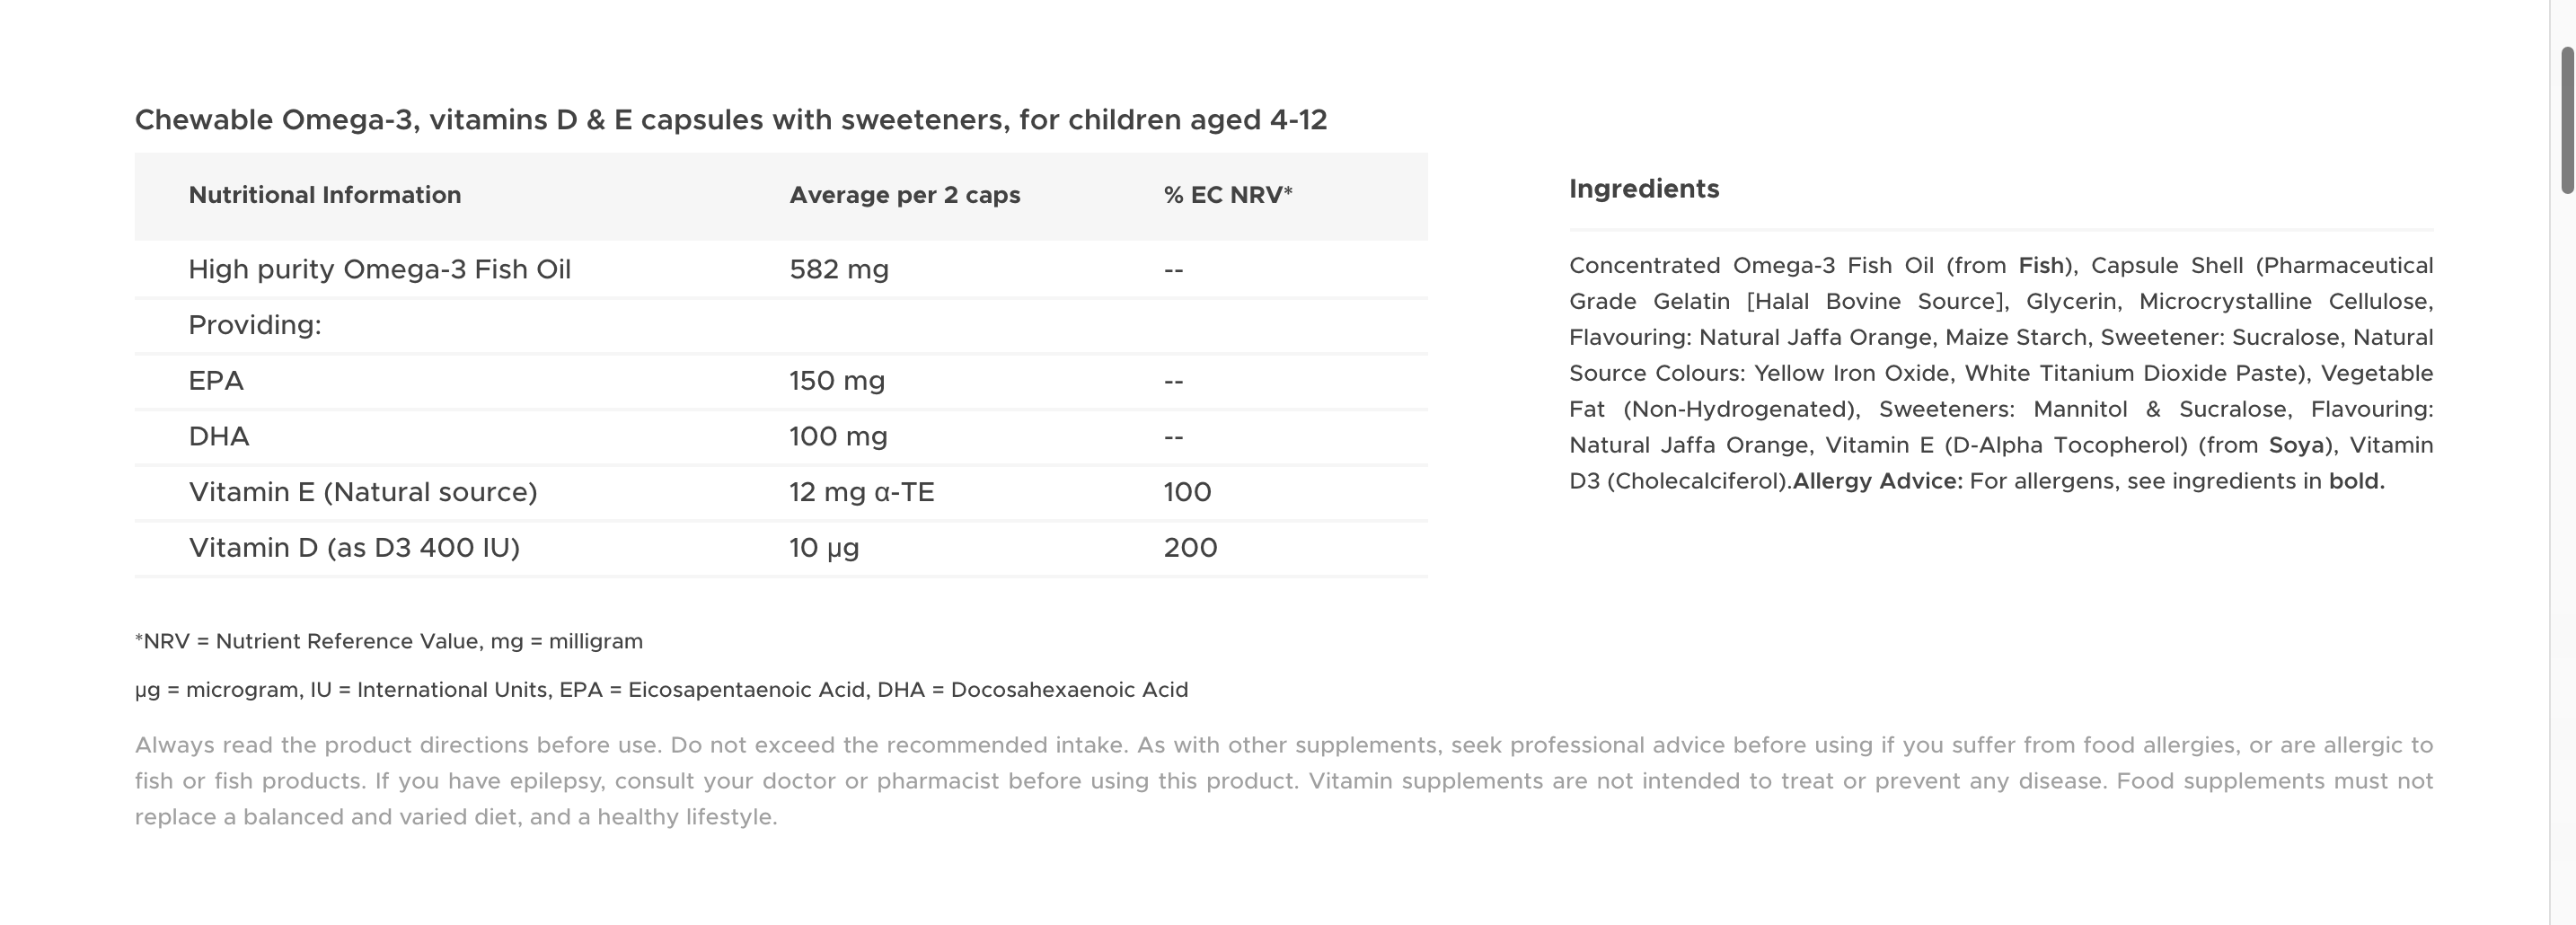 Chewable Omega-3, vitamins D & E capsules with sweeteners, for children aged 4-12
Nutritional Information Average per 2 caps % EC NRV*
High purity Omega-3 Fish Oil 582 mg --
Providing:
EPA 150 mg --
DHA 100 mg --
Vitamin E (Natural source) 12 mg α-TE 100
Vitamin D (as D3 400 IU) 10 µg 200
*NRV = Nutrient Reference Value, mg = milligram
µg = microgram, IU = International Units, EPA = Eicosapentaenoic Acid, DHA = Docosahexaenoic Acid
Ingredients
Concentrated Omega-3 Fish Oil (from Fish), Capsule Shell (Pharmaceutical
Grade Gelatin [Halal Bovine Source], Glycerin, Microcrystalline Cellulose,
Flavouring: Natural Jaffa Orange, Maize Starch, Sweetener: Sucralose, Natural
Source Colours: Yellow Iron Oxide, White Titanium Dioxide Paste), Vegetable
Fat (Non-Hydrogenated), Sweeteners: Mannitol & Sucralose, Flavouring:
Natural Jaffa Orange, Vitamin E (D-Alpha Tocopherol) (from Soya), Vitamin
D3 (Cholecalciferol).Allergy Advice: For allergens, see ingredients in bold.
Always read the product directions before use. Do not exceed the recommended intake. As with other supplements, seek professional advice before using if you suffer from food allergies, or are allergic to
fish or fish products. If you have epilepsy, consult your doctor or pharmacist before using this product. Vitamin supplements are not intended to treat or prevent any disease. Food supplements must not
replace a balanced and varied diet, and a healthy lifestyle.